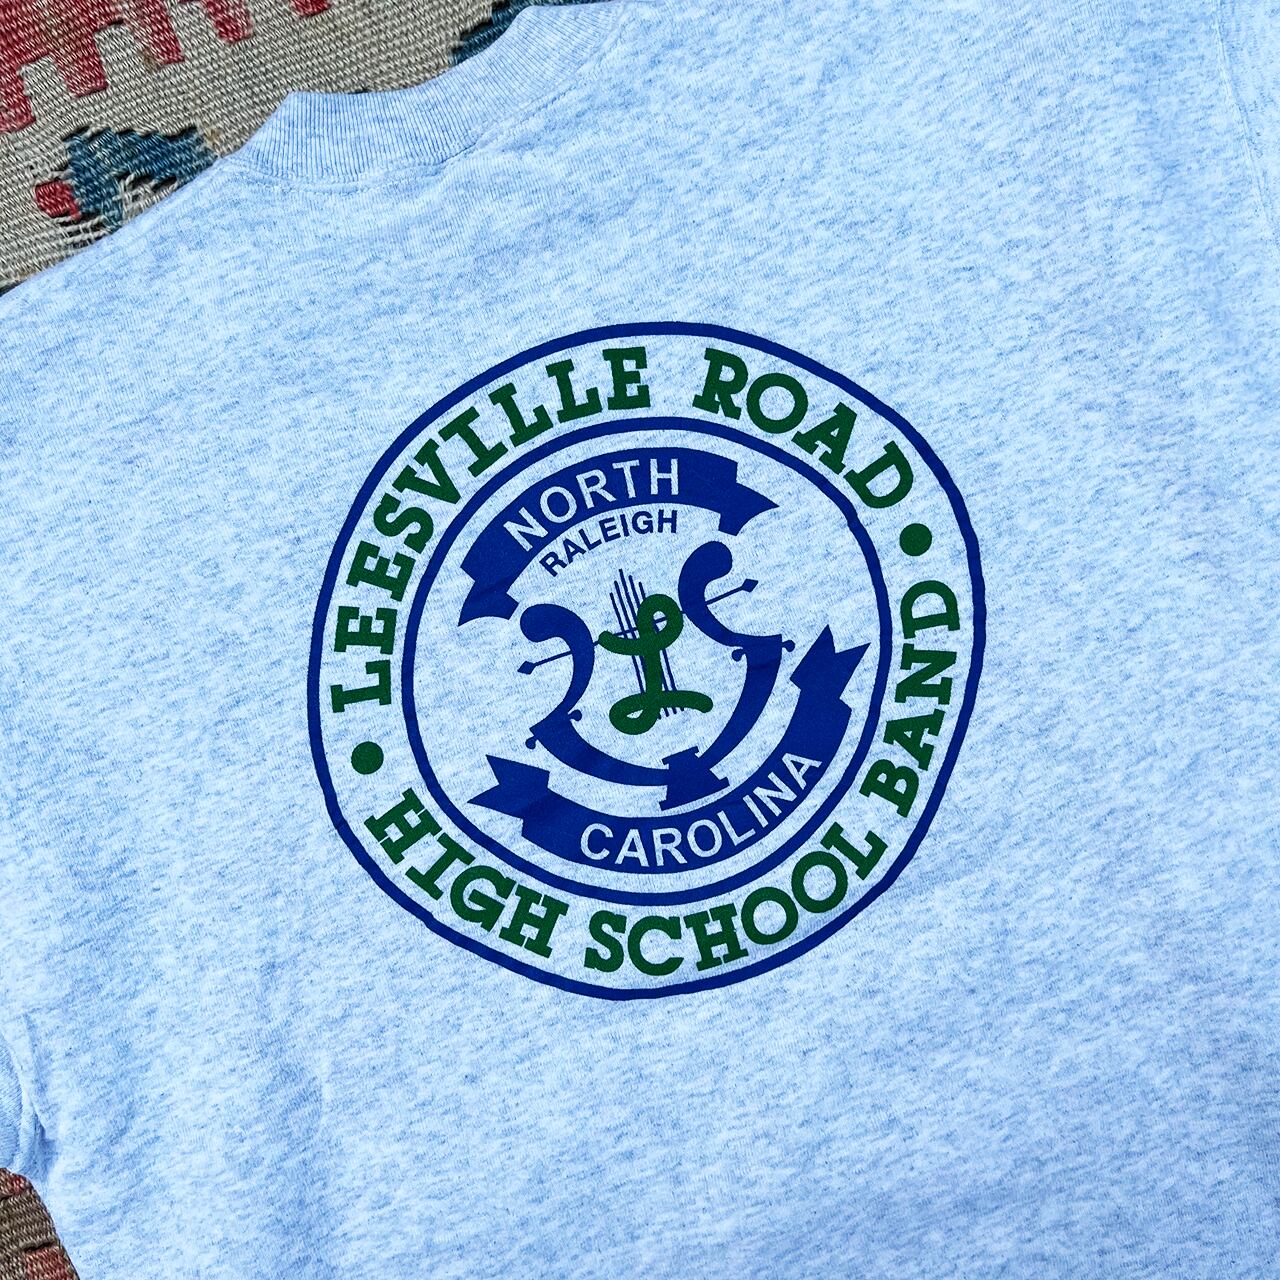 LEESVILLE ROAD
NORTH
RALEIGH
L
CAROLINA
HIGH SCHOOL BAND